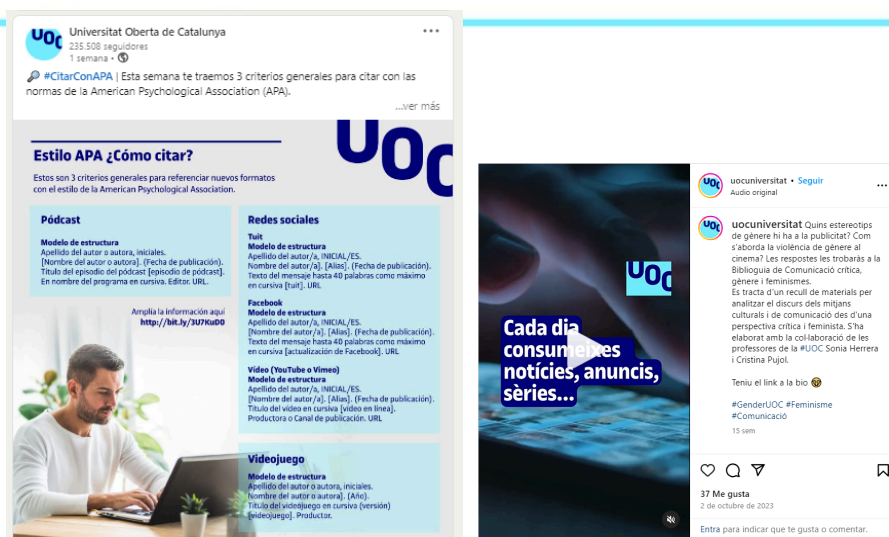 UOC
Universitat Oberta de Catalunya
235.508 seguidores
1 semana •
#CitarConAPA | Esta semana te traemos 3 criterios generales para citar con las
normas de la American Psychological Association (APA).
...ver más
UOC
Estilo APA ¿Cómo citar?
Estos son 3 criterios generales para referenciar nuevos formatos
con el estilo de la American Psychological Association.
Pódcast
Modelo de estructura
Apellido del autor o autora, iniciales.
[Nombre del autor o autora]. (Fecha de publicación).
Título del episodio del pódcast [episodio de pódcast].
En nombre del programa en cursiva. Editor. URL.
Amplía la información aquí
http://bit.ly/3U7KuD0
Redes sociales
Tuit
Modelo de estructura
Apellido del autor/a, INICIAL/ES.
Nombre del autor/a]. [Alias]. (Fecha de publicación).
Texto del mensaje hasta 40 palabras como máximo
en cursiva [tuit]. URL
Facebook
Modelo de estructura
Apellido del autor/a, INICIAL/ES.
[Nombre del autor/a]. [Alias]. (Fecha de publicación).
Texto del mensaje hasta 40 palabras como máximo
en cursiva [actualización de Facebook]. URL
Vídeo (YouTube o Vimeo)
Modelo de estructura
Apellido del autor/a, INICIAL/ES.
[Nombre del autor/a]. [Alias]. (Fecha de publicación).
Título del vídeo en cursiva [vídeo en línea].
Productora o Canal de publicación. URL
Videojuego
Modelo de estructura
Apellido del autor o autora, iniciales.
[Nombre del autor o autora]. (Año).
Título del videojuego en cursiva (versión)
[videojuego]. Productor.
UOC
Cada dia
consumeixes
notícies, anuncis,
sèries...
UOC
uocuniversitat • Seguir
Audio original
UOC
uocuniversitat Quins estereotips
de gènere hi ha a la publicitat? Com
s'aborda la violència de gènere al
cinema? Les respostes les trobaràs a la
Biblioguia de Comunicació crítica,
gènere i feminismes.
Es tracta d'un recull de materials per
analitzar el discurs dels mitjans
culturals i de comunicació des d'una
perspectiva crítica i feminista. S'ha
elaborat amb la col·laboració de les
professores de la #UOC Sonia Herrera
i Cristina Pujol.
Teniu el link a la bio
#GenderUOC #Feminisme
#Comunicació
15 sem
37 Me gusta
2 de octubre de 2023
Entra para indicar que te gusta o comentar.